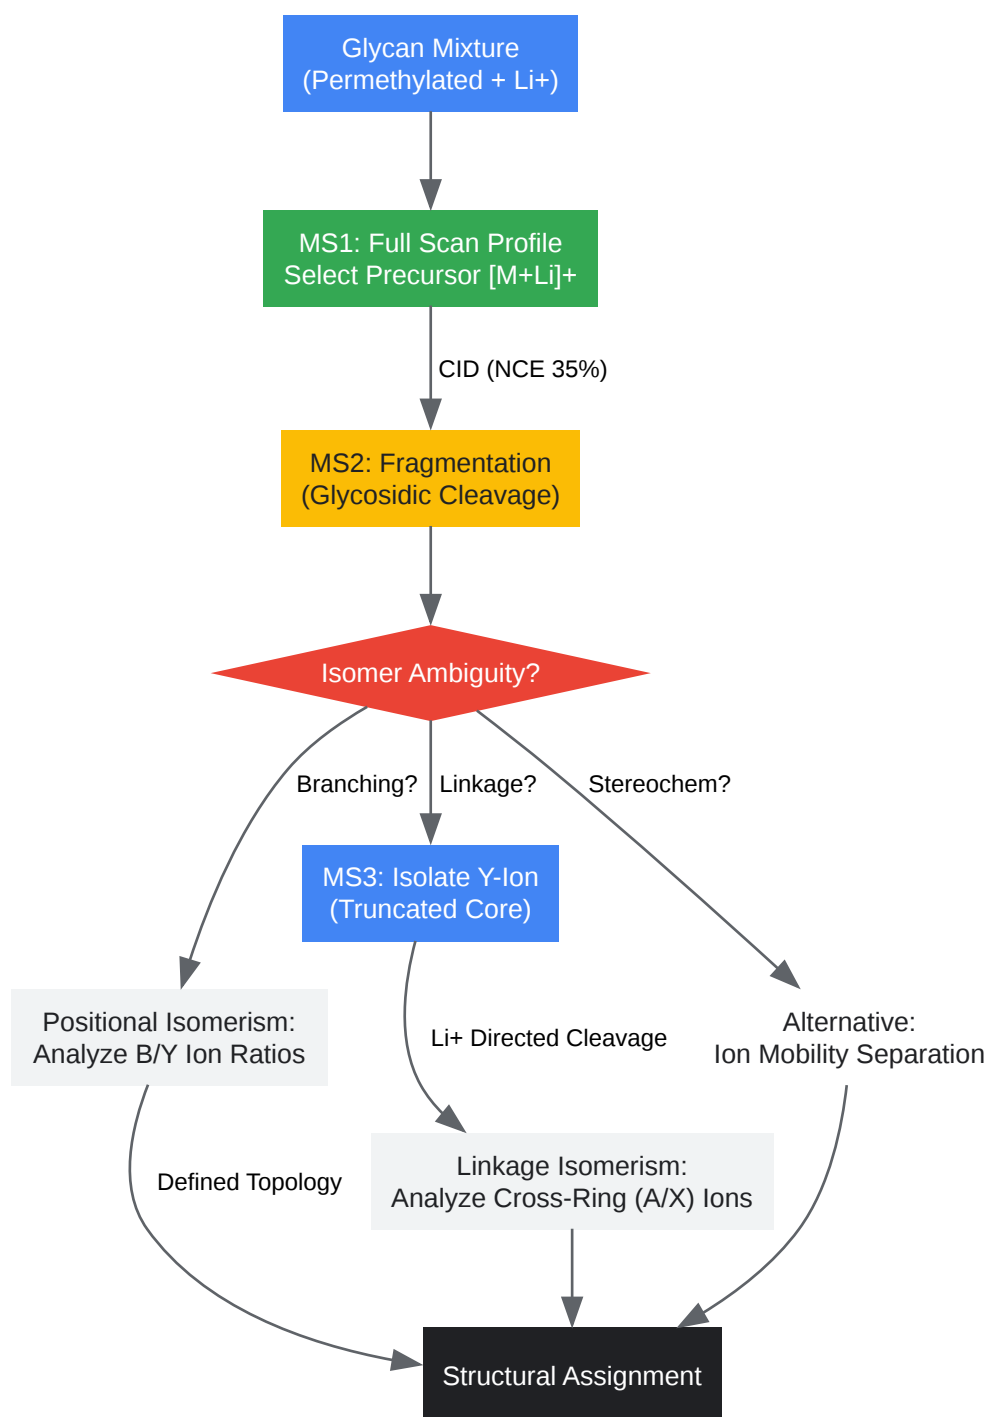 Glycan Mixture
(Permethylated + Li+)
MS1: Full Scan Profile
Select Precursor [M+Li]+
CID (NCE 35%)
MS2: Fragmentation
(Glycosidic Cleavage)
Isomer Ambiguity?
Branching?
Linkage?
Stereochem?
MS3: Isolate Y-Ion
(Truncated Core)
Positional Isomerism:
Analyze B/Y Ion Ratios
Li+ Directed Cleavage
Alternative:
Ion Mobility Separation
Defined Topology
Linkage Isomerism:
Analyze Cross-Ring (A/X) Ions
Structural Assignment